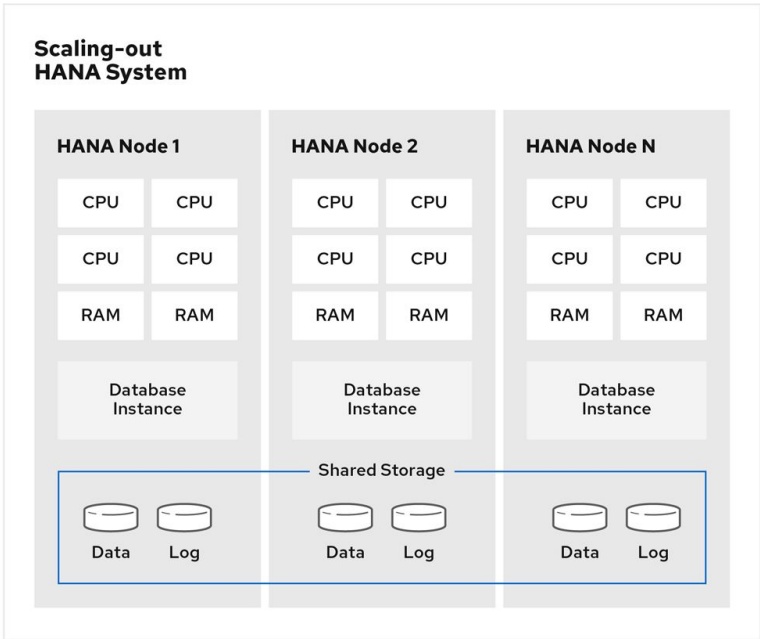 Scaling-out
HANA System
HANA Node 1
CPU CPU
CPU CPU
RAM RAM
Database
Instance
HANA Node 2
CPU CPU
CPU CPU
RAM RAM
Database
Instance
HANA Node N
CPU CPU
CPU CPU
RAM RAM
Database
Instance
Shared Storage
Data Log
Data Log
Data Log